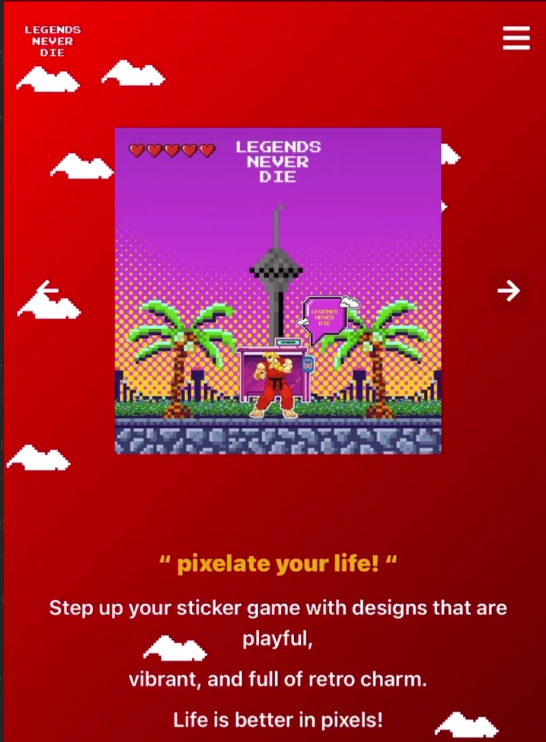 LEGENDS
NEVER
DIE
LEGENDS
NEVER
DIE
LEGENDS
NEVER
DIE
“ pixelate your life! “
Step up your sticker game with designs that are
playful,
vibrant, and full of retro charm.
Life is better in pixels!